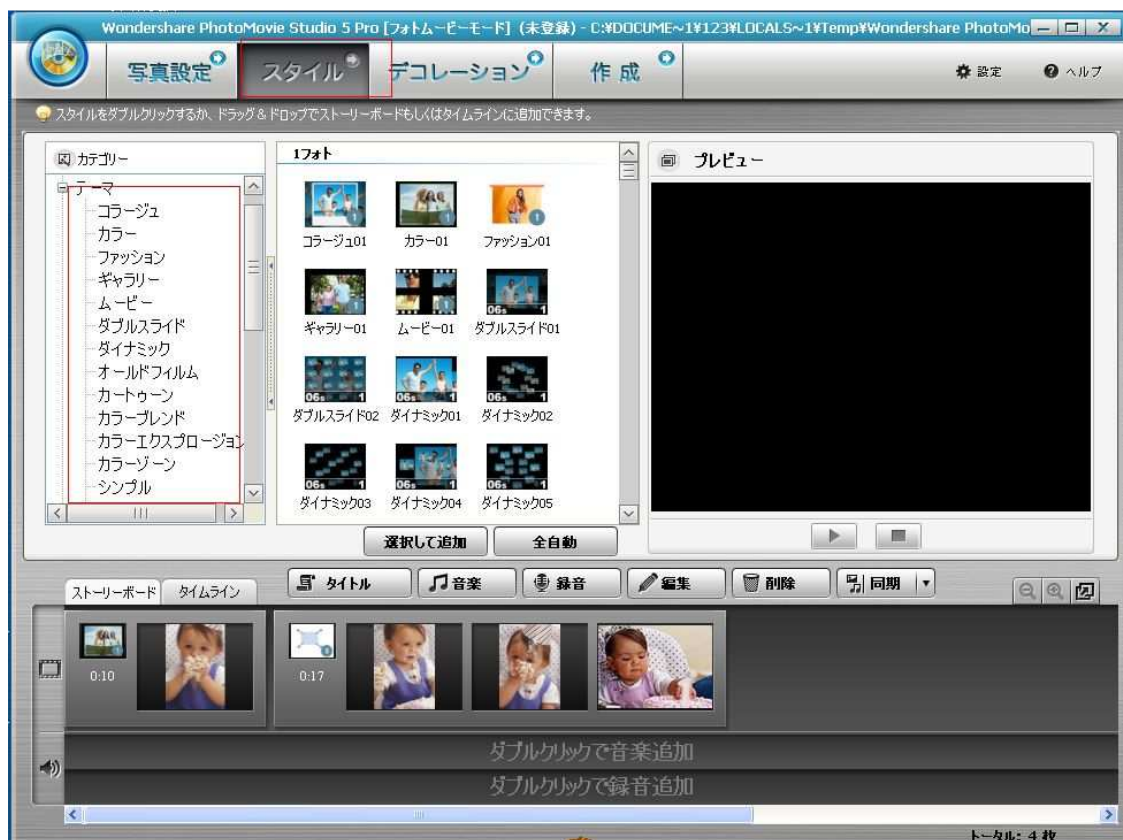 Wondershare PhotoMovie Studio 5 Pro [フォトムービーモード] (未登録) - C:¥DOCUME~1¥123¥LOCALS~1¥Temp¥Wondershare PhotoMo
写真設定 スタイル デコレーション 作成 設定 ヘルプ
スタイルをダブルクリックするか、ドラッグ&ドロップでストーリーボードもしくはタイムラインに追加できます。
カテゴリー
テーマ
コラージュ
カラー
ファッション
ギャラリー
ムービー
ダブルスライド
ダイナミック
オールドフィルム
カートゥーン
カラーブレンド
カラーエクスプロージョン
カラーゾーン
シンプル
1フォト
コラージュ01 カラー01 ファッション01
06s 1
ギャラリー01 ムービー01 ダブルスライド01
06s 1 06s 1 06s 1
ダブルスライド02 ダイナミック01 ダイナミック02
06s 1 06s 1 06s 1
ダイナミック03 ダイナミック04 ダイナミック05
選択して追加 全自動
プレビュー
ストーリーボード タイムライン タイトル 音楽 録音 編集 削除 同期
0:10 0:17
ダブルクリックで音楽追加
ダブルクリックで録音追加
トータル: 4 枚